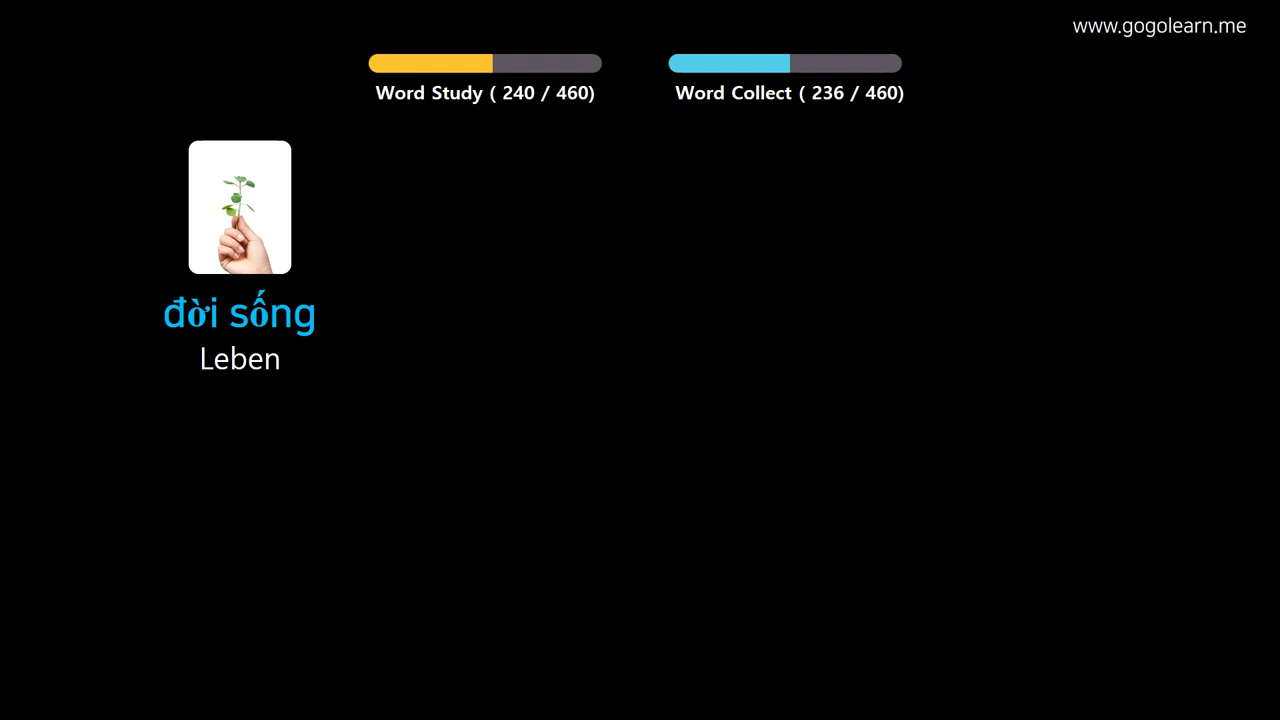 www.gogolearn.me
Word Study ( 240 / 460)
Word Collect ( 236 / 460)
đời sống
Leben